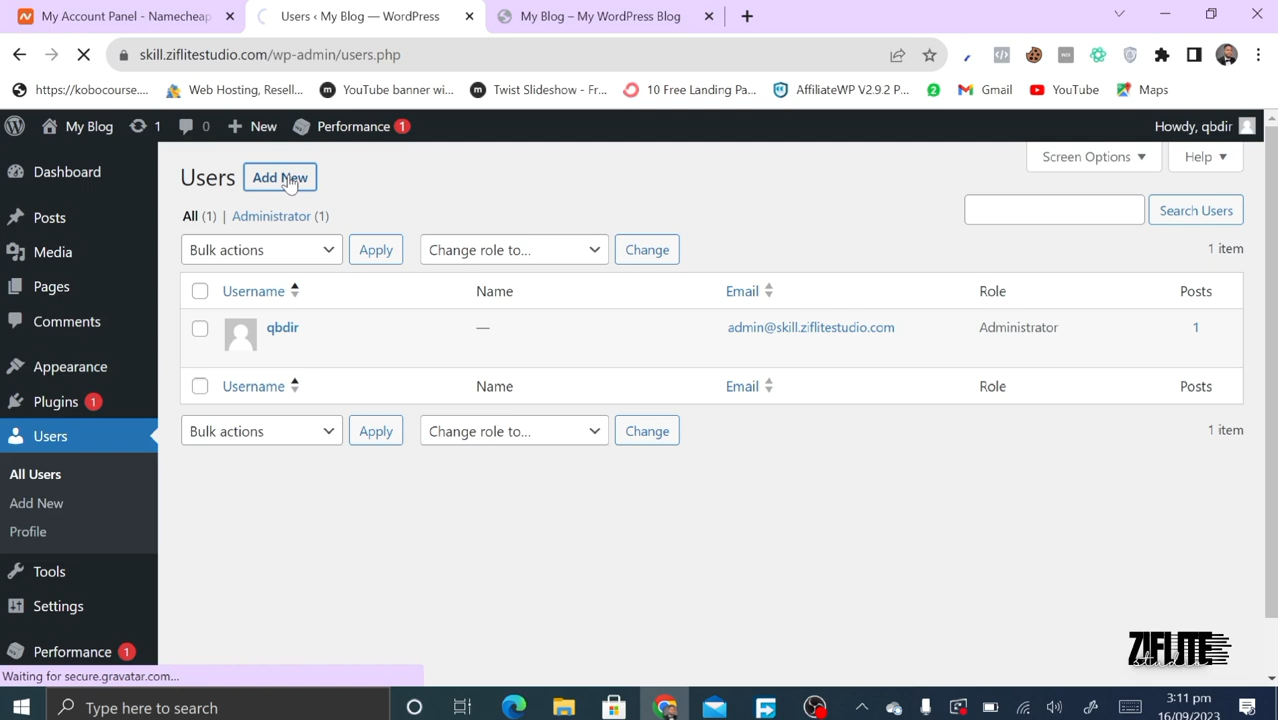 My Account Panel - Namecheap
Users ‹ My Blog — WordPress
My Blog – My WordPress Blog
skill.ziflitestudio.com/wp-admin/users.php
https://kobocourse....
Web Hosting, Resell...
YouTube banner wi...
Twist Slideshow - Fr...
10 Free Landing Pa...
AffiliateWP V2.9.2 P...
2
Gmail
YouTube
Maps
My Blog
1
0
New
Performance 1
Howdy, qbdir
Dashboard
Posts
Media
Pages
Comments
Appearance
Plugins 1
Users
All Users
Add New
Profile
Tools
Settings
Performance 1
Users
Add New
Screen Options
Help
All (1) | Administrator (1)
Search Users
Bulk actions
Apply
Change role to...
Change
1 item
Username
Name
Email
Role
Posts
qbdir
—
admin@skill.ziflitestudio.com
Administrator
1
Username
Name
Email
Role
Posts
Bulk actions
Apply
Change role to...
Change
1 item
ZIFLITE
studio
Waiting for secure.gravatar.com...
Type here to search
3:11 pm
16/09/2023